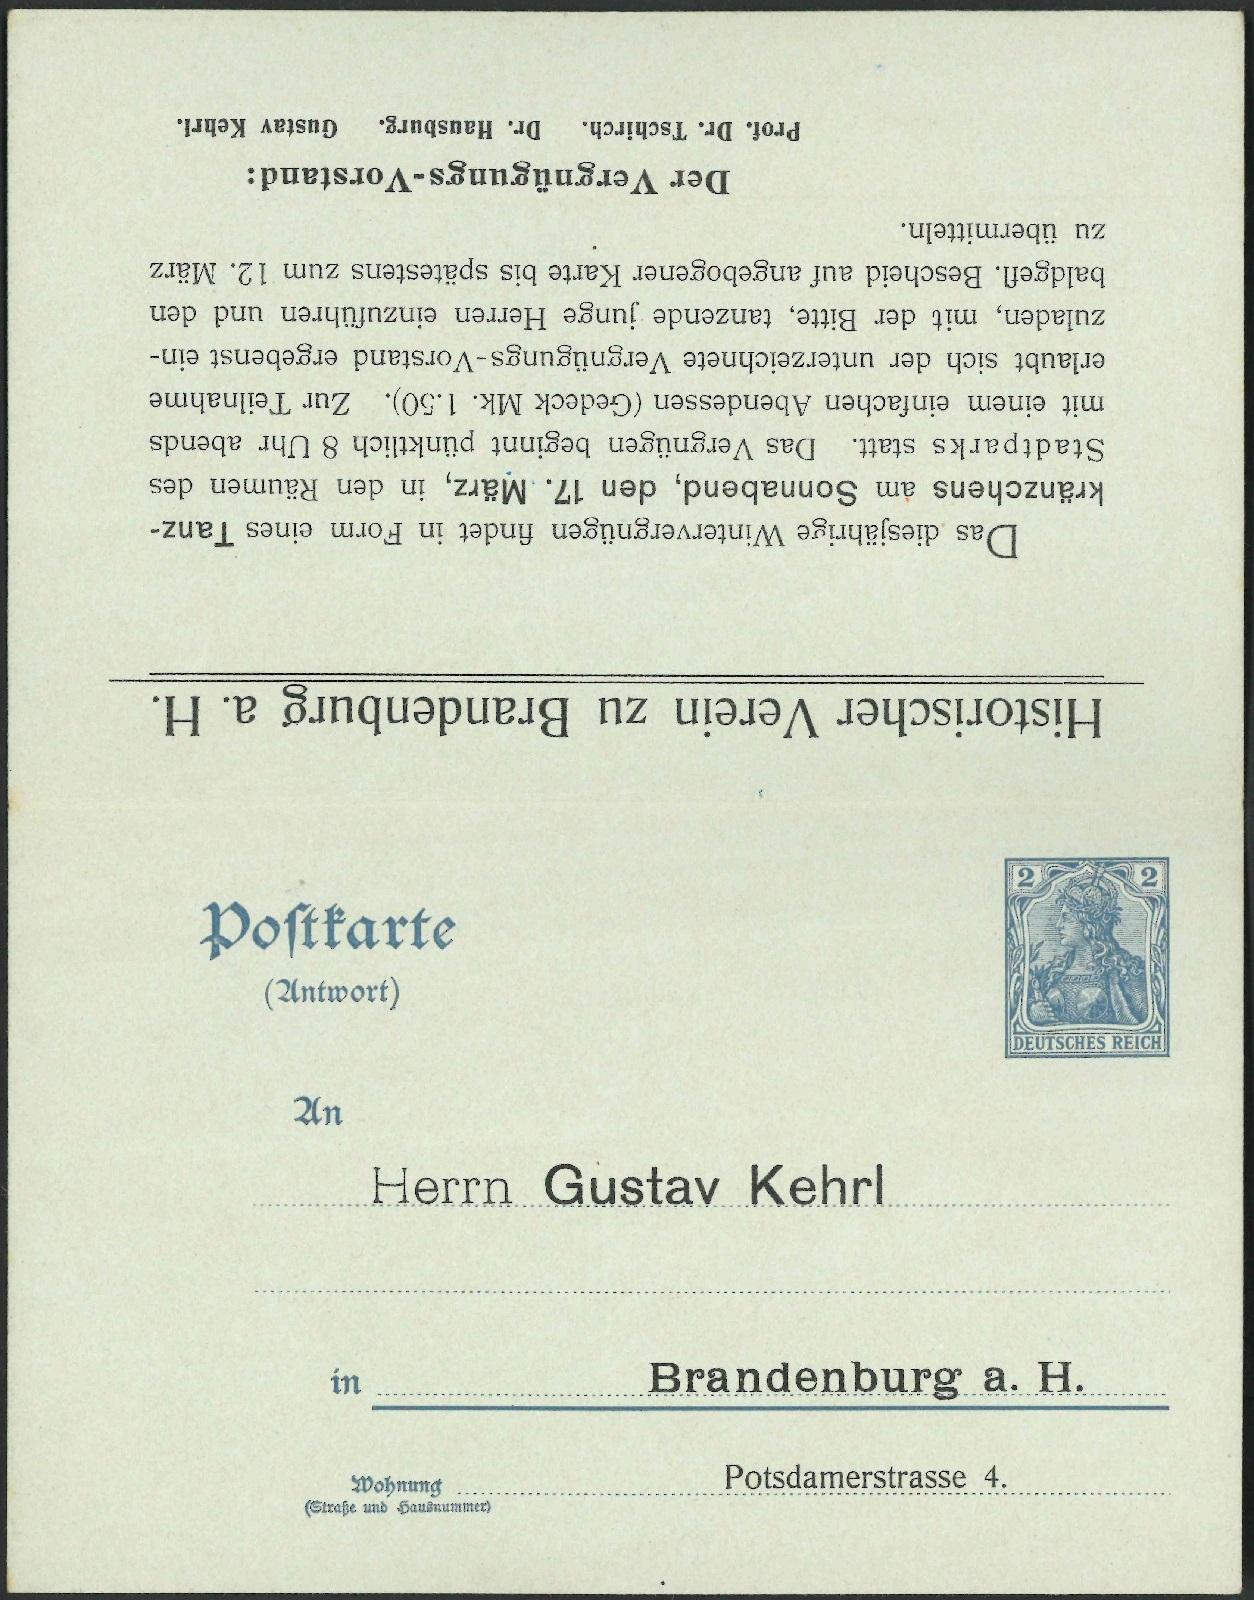 Historischer Verein zu Brandenburg a. H.
Das diesjährige Wintervergnügen findet in Form eines Tanz-
kränzchens am Sonnabend, den 17. März, in den Räumen des
Stadtparks statt. Das Vergnügen beginnt pünktlich 8 Uhr abends
mit einem einfachen Abendessen (Gedeck Mk. 1.50). Zur Teilnahme
erlaubt sich der unterzeichnete Vergnügungs-Vorstand ergebenst ein-
zuladen, mit der Bitte, tanzende junge Herren einzuführen und den
baldgefl. Bescheid auf angebogener Karte bis spätestens zum 12. März
zu übermitteln.
Der Vergnügungs-Vorstand:
Prof. Dr. Tschirch. Dr. Hausburg. Gustav Kehrl.
Poſtkarte
(Antwort)
2 2
DEUTSCHES REICH
An
Herrn Gustav Kehrl
in Brandenburg a. H.
Wohnung Potsdamerstrasse 4.
(Straße und Hausnummer)